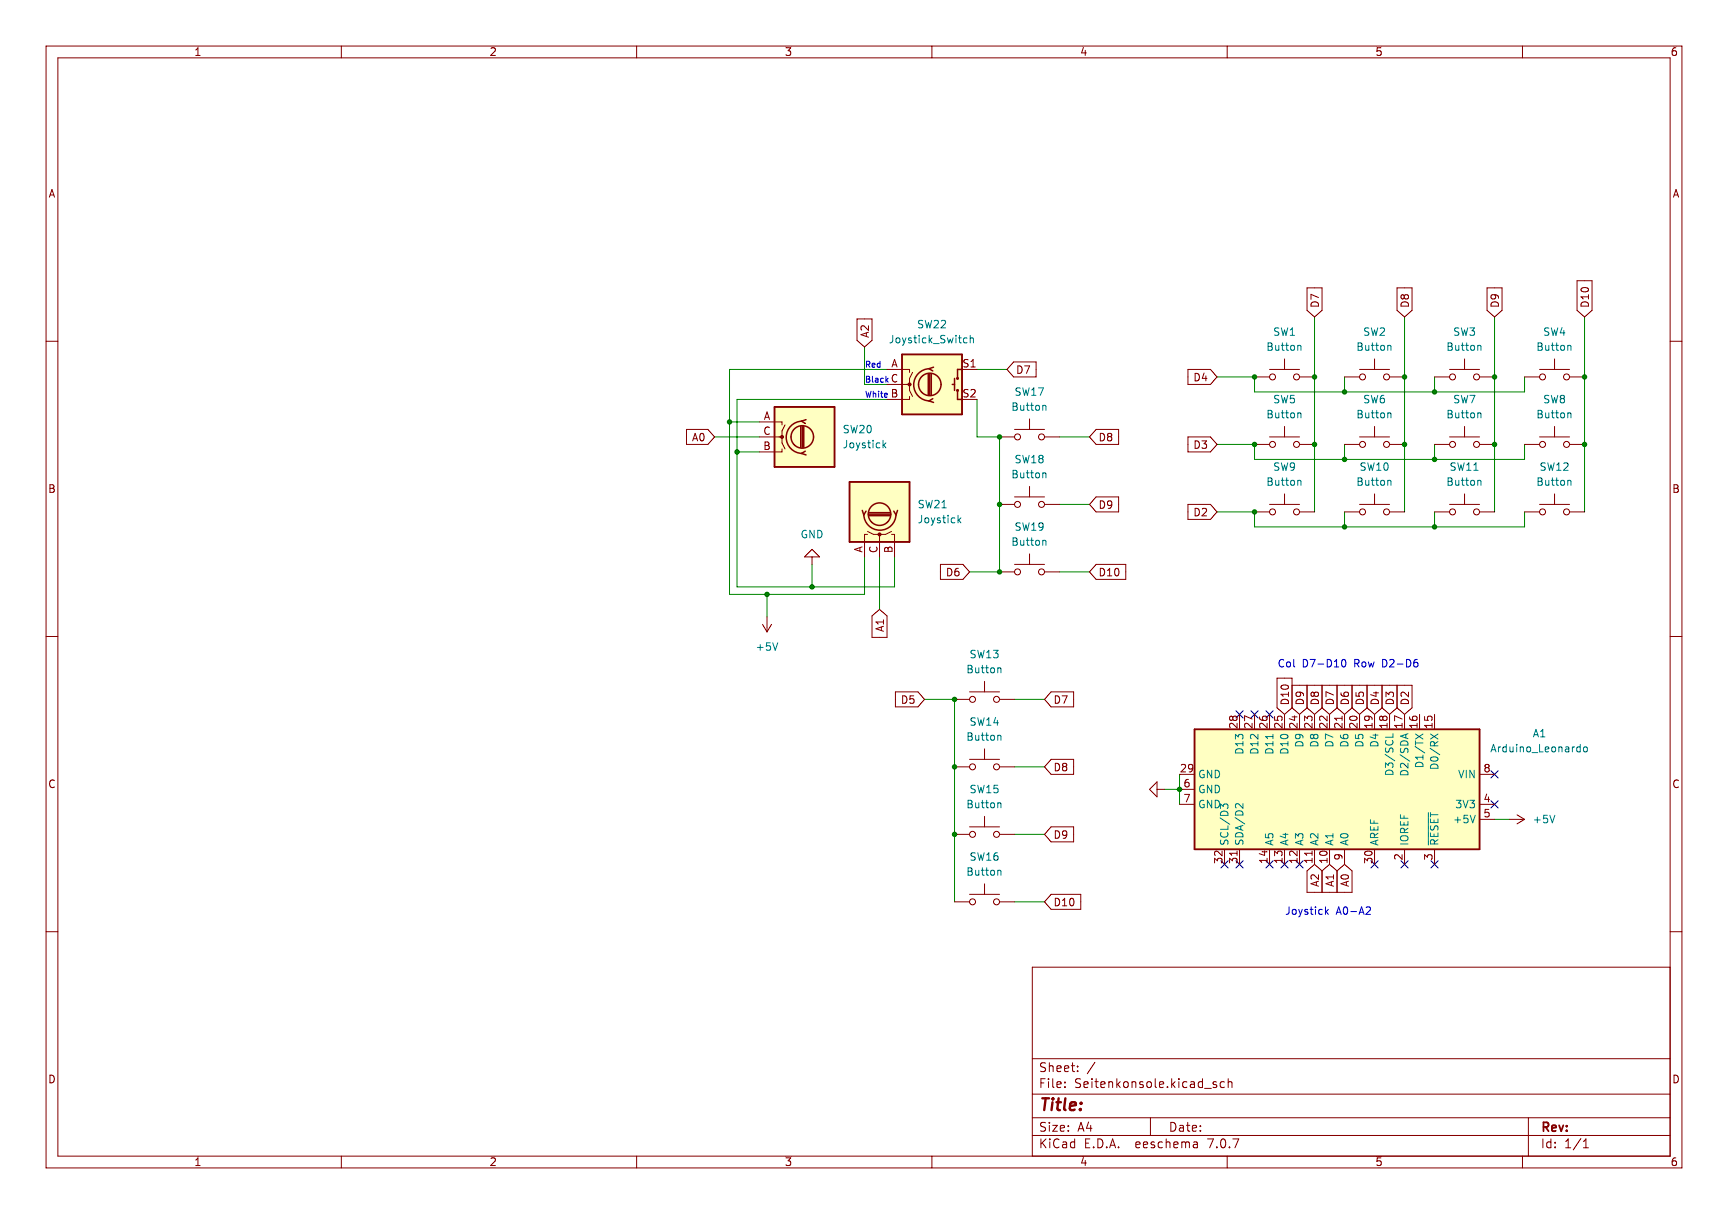 1 2 3 4 5 6
A A
D7 D8 D9 D10
A2 SW22
Joystick_Switch
SW1 SW2 SW3 SW4
Button Button Button Button
Red A S1 D7
Black C
White B S2
D4
SW17
Button
SW5 SW6 SW7 SW8
Button Button Button Button
A
A0 C SW20
B Joystick
D8
D3
SW18
Button
SW9 SW10 SW11 SW12
Button Button Button Button
B B
SW21
Joystick
D9
D2
GND
A C B
SW19
Button
D6 D10
A1
+5V
SW13
Button
D5 D7
Col D7-D10 Row D2-D6
D10 D9 D8 D7 D6 D5 D4 D3 D2
28 27 26 25 24 23 22 21 20 19 18 17 16 15
D13 D12 D11 D10 D9 D8 D7 D6 D5 D4 D3/SCL D2/SDA D1/TX D0/RX
A1
Arduino_Leonardo
SW14
Button
D8
29 GND VIN 8
6 GND
7 GND 3V3 4
+5V 5 +5V
C C
SW15
Button
D9
SCL/D3 SDA/D2 A5 A4 A3 A2 A1 A0 AREF IOREF RESET
32 31 14 13 12 11 10 9 30 2 3
A2 A1 A0
SW16
Button
D10
Joystick A0-A2
D D
Sheet: /
File: Seitenkonsole.kicad_sch
Title:
Size: A4 Date: Rev:
KiCad E.D.A. eeschema 7.0.7 Id: 1/1
1 2 3 4 5 6